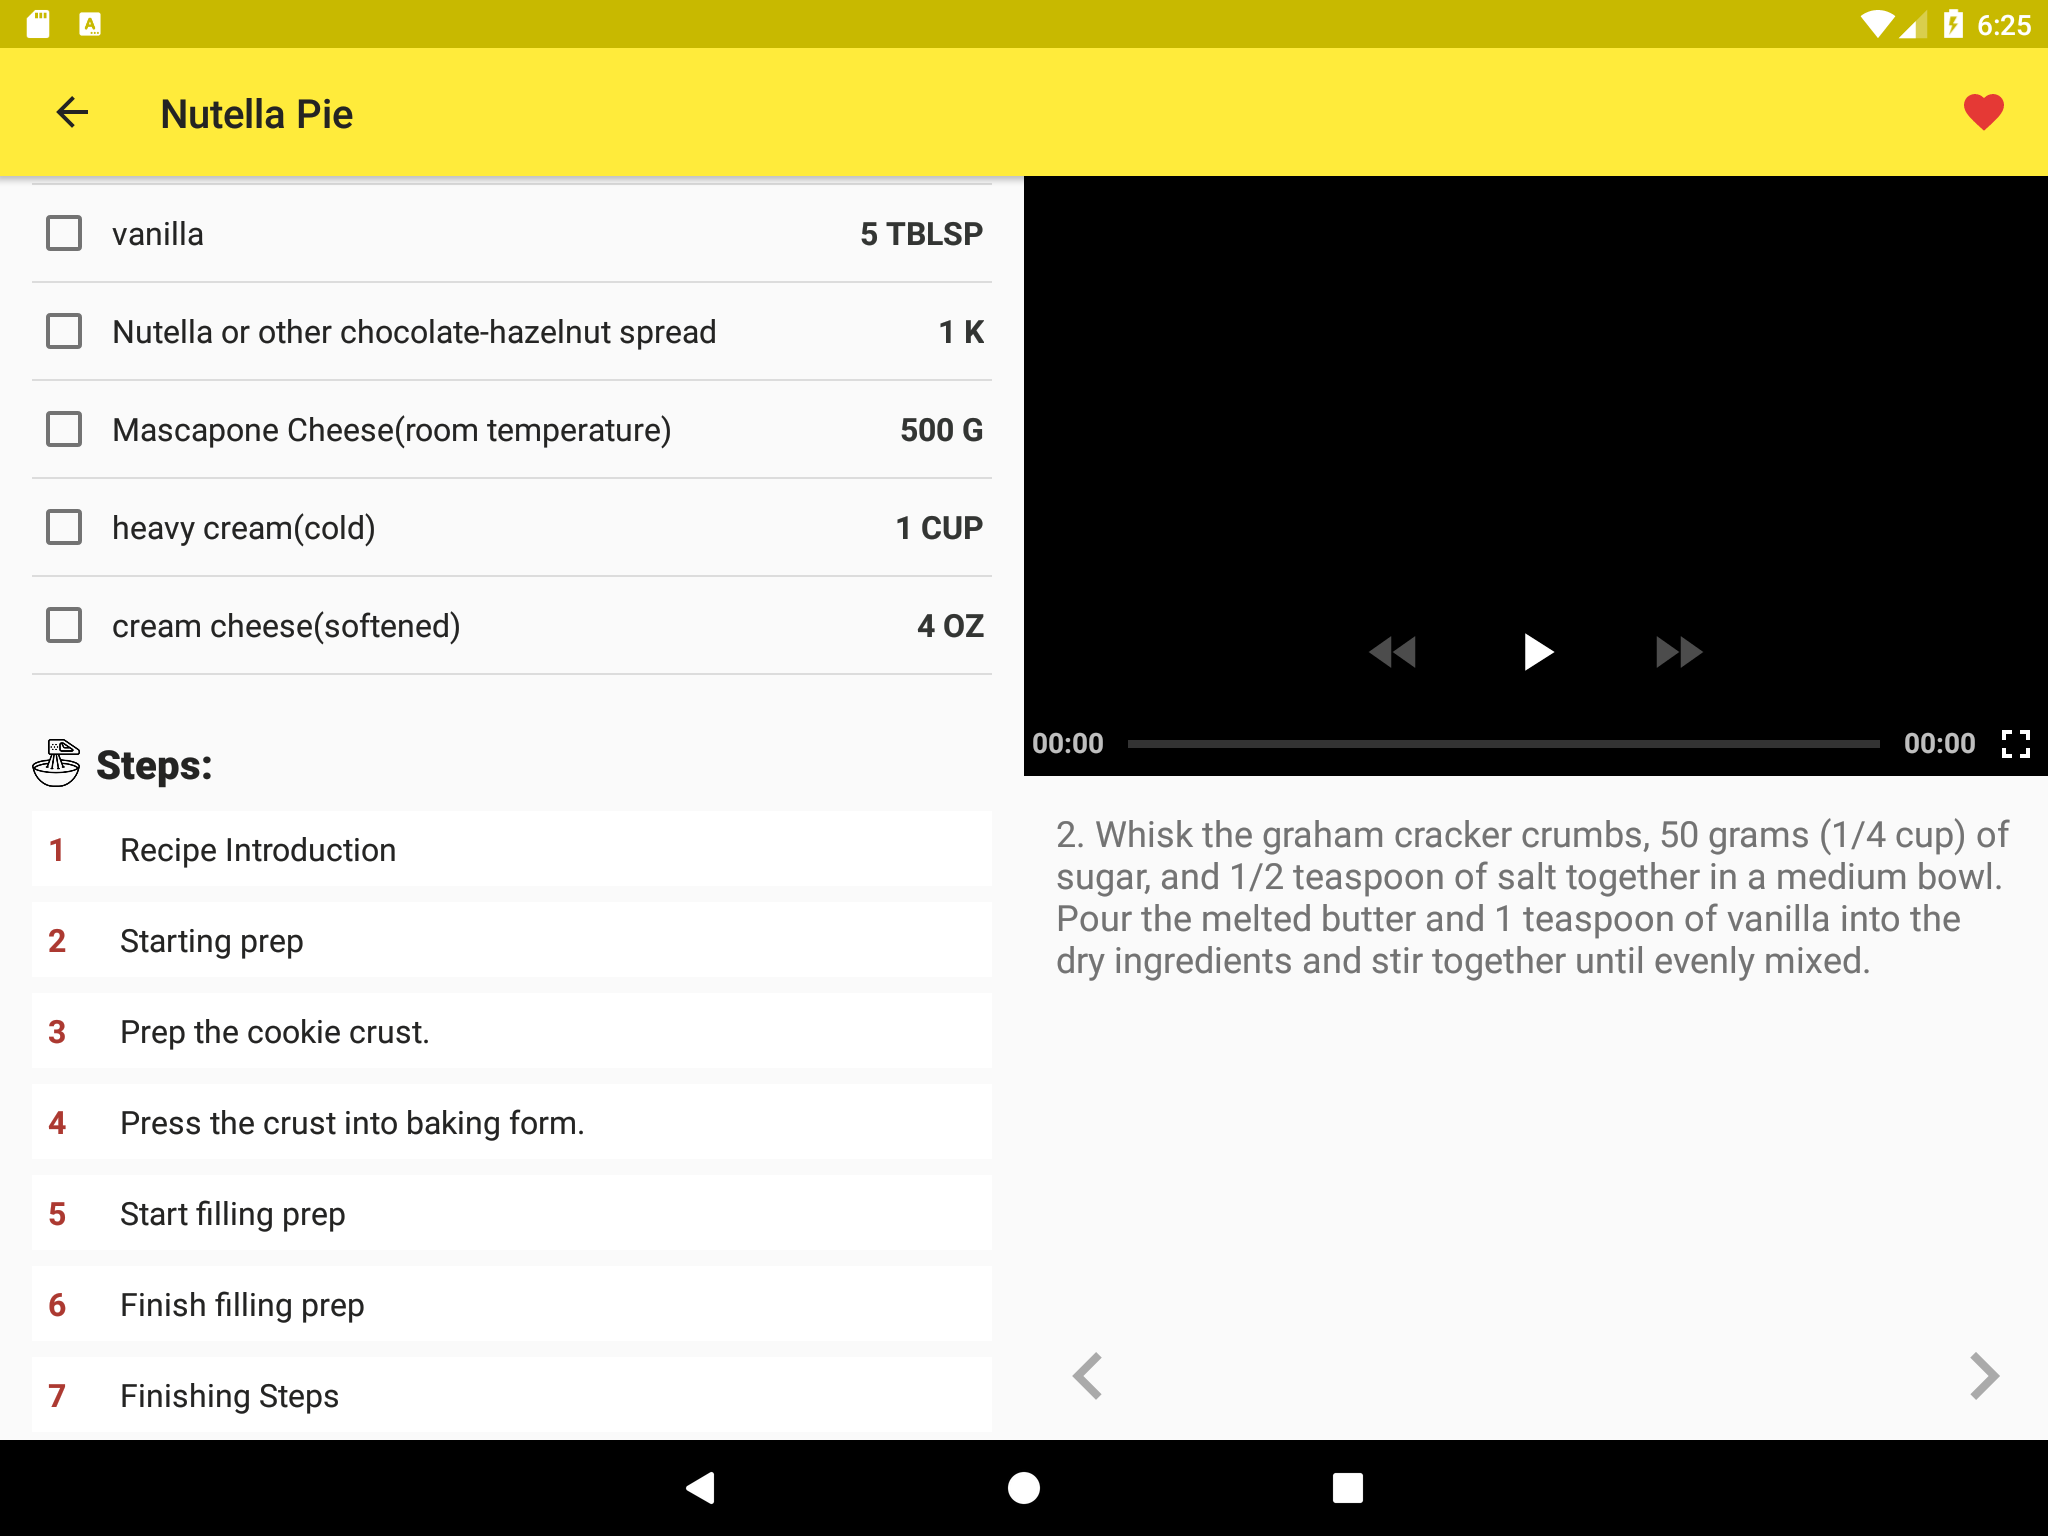 6:25
Nutella Pie
vanilla 5 TBLSP
Nutella or other chocolate-hazelnut spread 1 K
Mascapone Cheese(room temperature) 500 G
heavy cream(cold) 1 CUP
cream cheese(softened) 4 OZ
Steps:
1 Recipe Introduction
2 Starting prep
3 Prep the cookie crust.
4 Press the crust into baking form.
5 Start filling prep
6 Finish filling prep
7 Finishing Steps
00:00 00:00
2. Whisk the graham cracker crumbs, 50 grams (1/4 cup) of
sugar, and 1/2 teaspoon of salt together in a medium bowl.
Pour the melted butter and 1 teaspoon of vanilla into the
dry ingredients and stir together until evenly mixed.